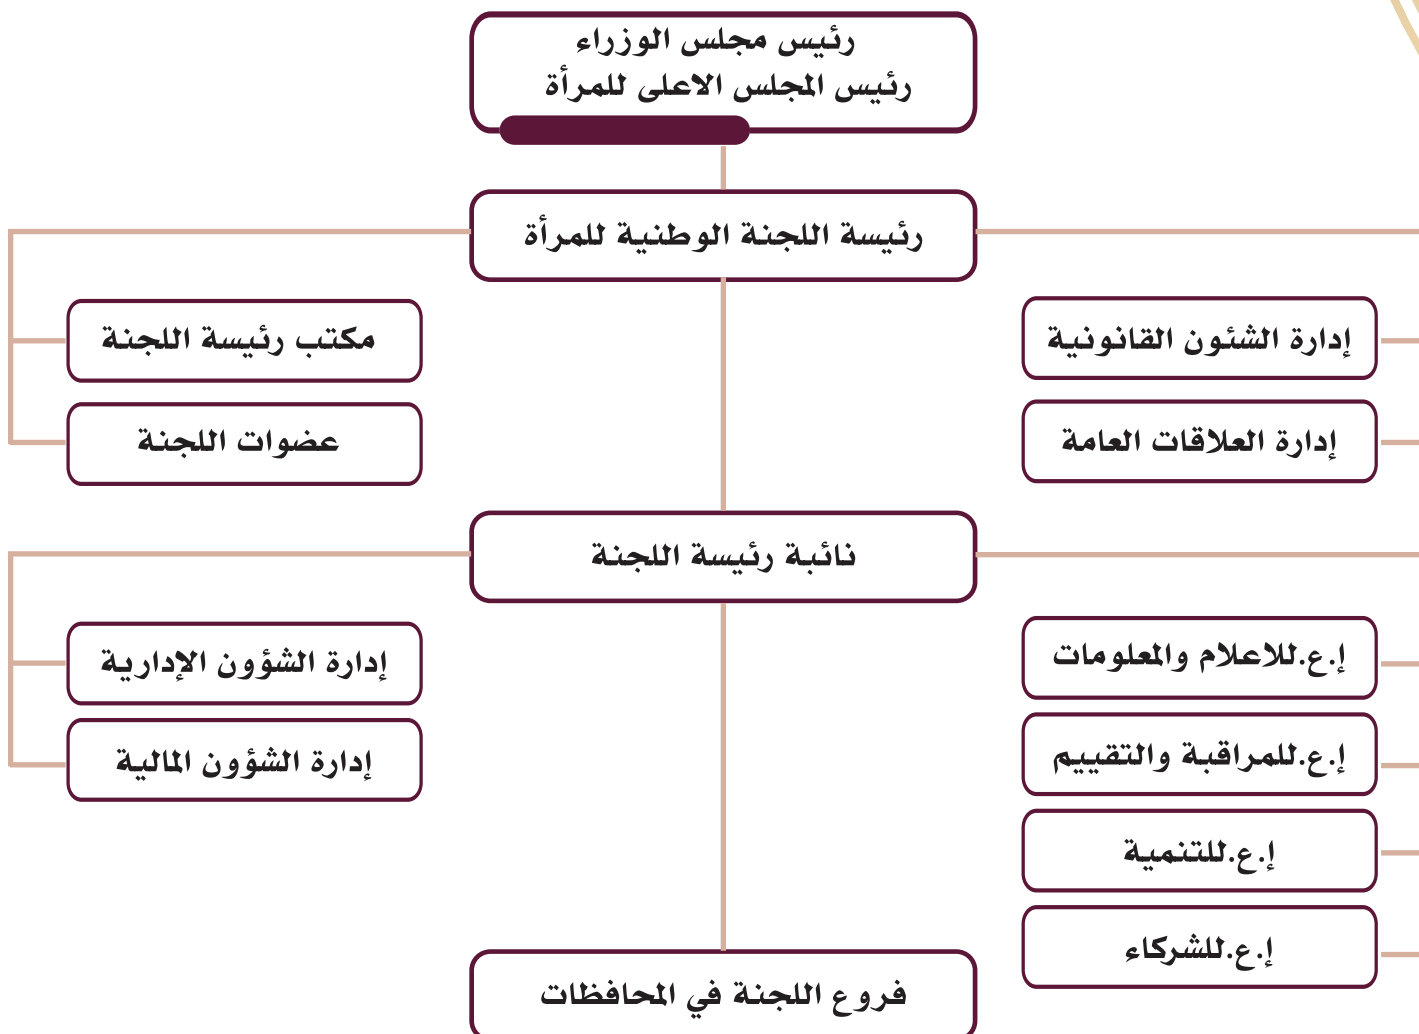 رئيس مجلس الوزراء
رئيس المجلس الاعلى للمرأة
رئيسة اللجنة الوطنية للمرأة
إدارة الشئون القانونية
مكتب رئيسة اللجنة
إدارة العلاقات العامة
عضوات اللجنة
نائبة رئيسة اللجنة
إ.ع.للاعلام والمعلومات
إدارة الشؤون الإدارية
إ.ع.للمراقبة والتقييم
إدارة الشؤون المالية
إ.ع.للتنمية
إ.ع.للشركاء
فروع اللجنة في المحافظات